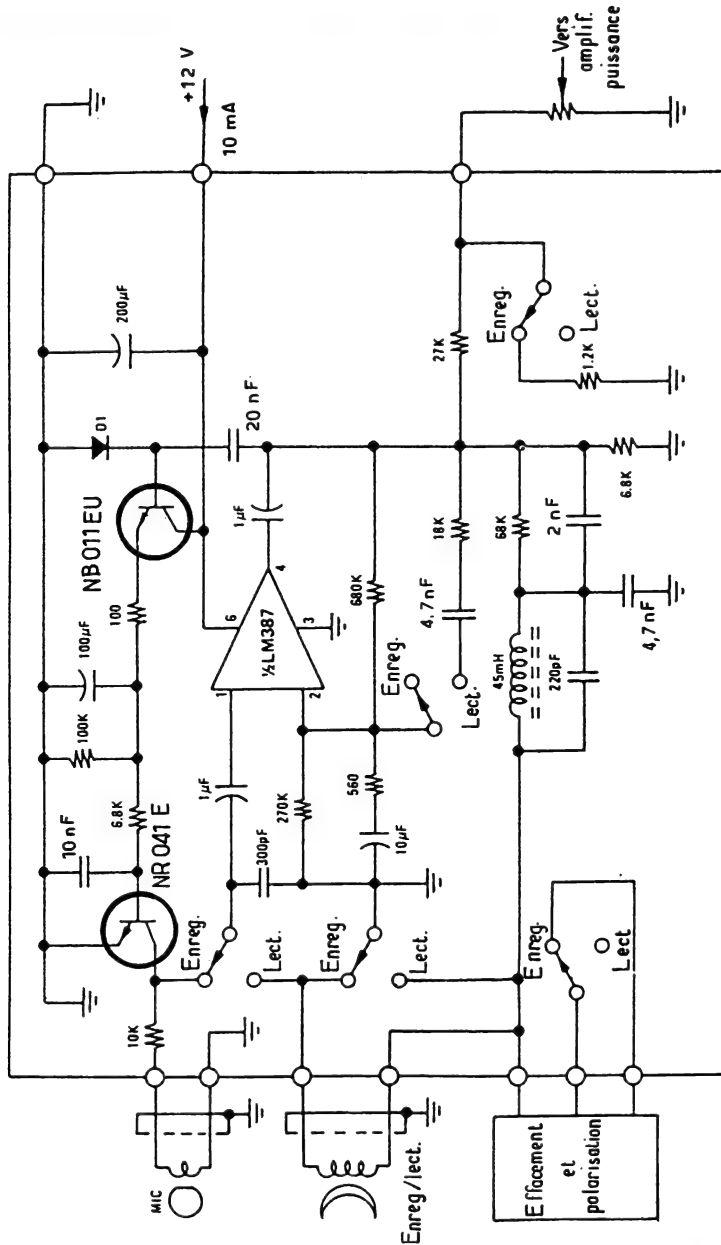 +12 V
10 mA
Vers
amplif.
puissance
200µF
D1
NB011EU
20 nF
100
100µF
100K
6.8K
10 nF
NR041E
1µF
4
6
½LM387
3
1
2
1µF
300pF
270K
560
10µF
680K
Enreg.
Lect.
18K
4,7nF
27K
Enreg.
Lect.
1.2K
68K
2 nF
6.8K
45mH
220pF
4,7nF
10K
Enreg.
Lect.
Enreg.
Lect.
Enreg.
Lect
MIC
Enreg/lect.
Effacement
et
polarisation